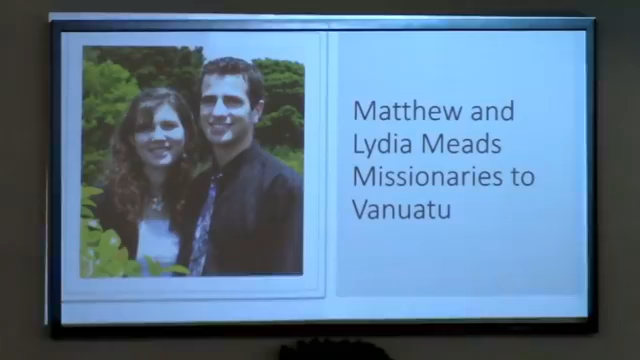 Matthew and
Lydia Meads
Missionaries to
Vanuatu